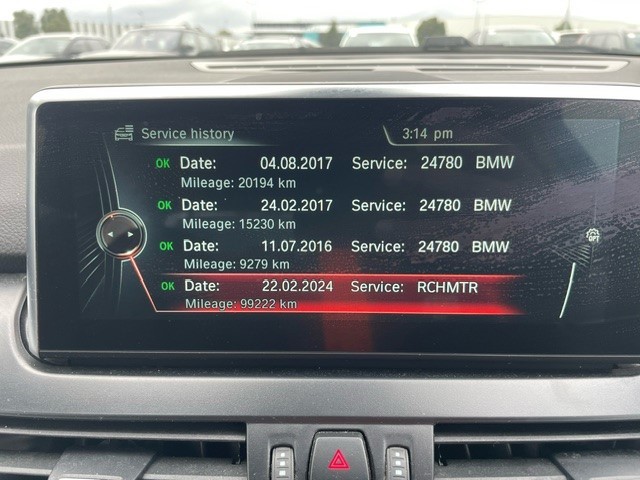 Service history 3:14 pm
OK Date: 04.08.2017 Service: 24780 BMW
Mileage: 20194 km
OK Date: 24.02.2017 Service: 24780 BMW
Mileage: 15230 km
OK Date: 11.07.2016 Service: 24780 BMW
Mileage: 9279 km
OK Date: 22.02.2024 Service: RCHMTR
Mileage: 99222 km
OPT